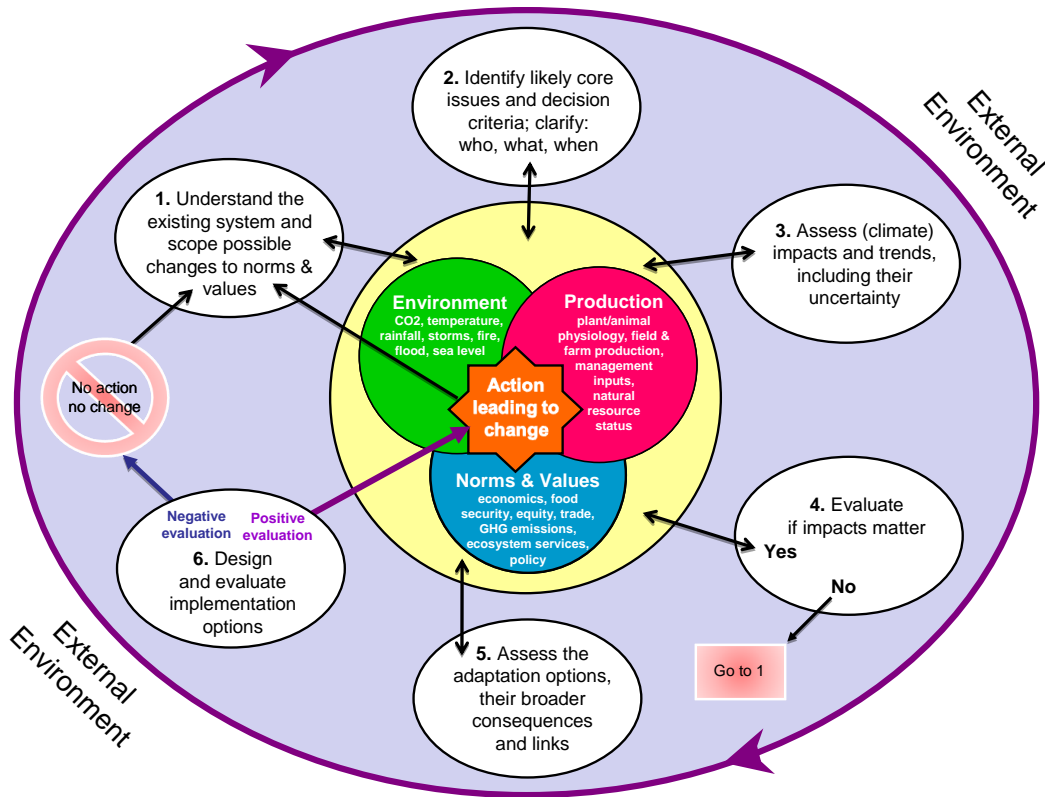 External
Environment
2. Identify likely core
issues and decision
criteria; clarify:
who, what, when
1. Understand the
existing system and
scope possible
changes to norms &
values
3. Assess (climate)
impacts and trends,
including their
uncertainty
Environment
CO2, temperature,
rainfall, storms, fire,
flood, sea level
Production
plant/animal
physiology, field &
farm production,
management
inputs,
natural
resource
status
Action
leading to
change
No action
no change
Norms & Values
economics, food
security, equity, trade,
GHG emissions,
ecosystem services,
policy
4. Evaluate
if impacts matter
Yes
No
Go to 1
Negative
evaluation
Positive
evaluation
6. Design
and evaluate
implementation
options
5. Assess the
adaptation options,
their broader
consequences
and links
External
Environment